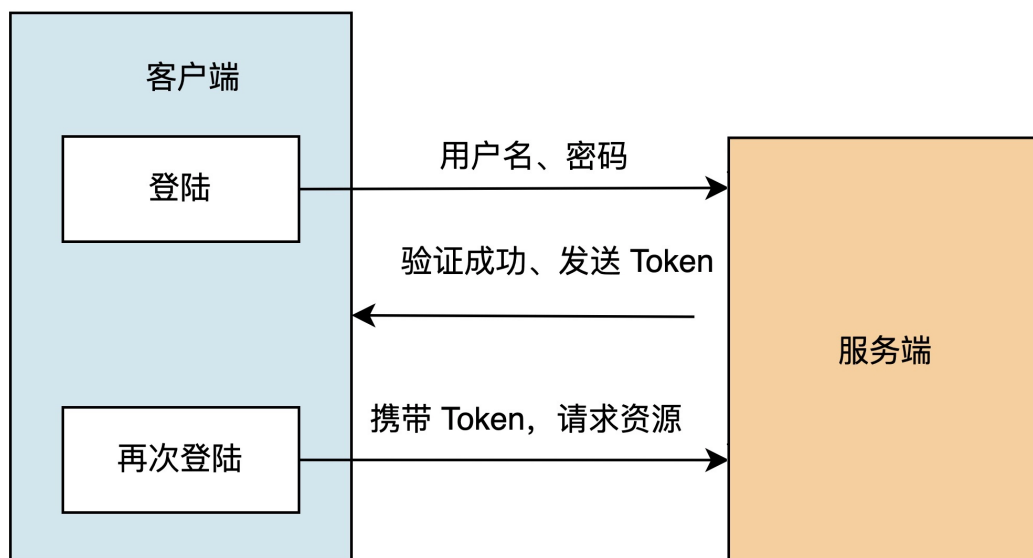 客户端
用户名、密码
登陆
验证成功、发送 Token
服务端
携带 Token，请求资源
再次登陆